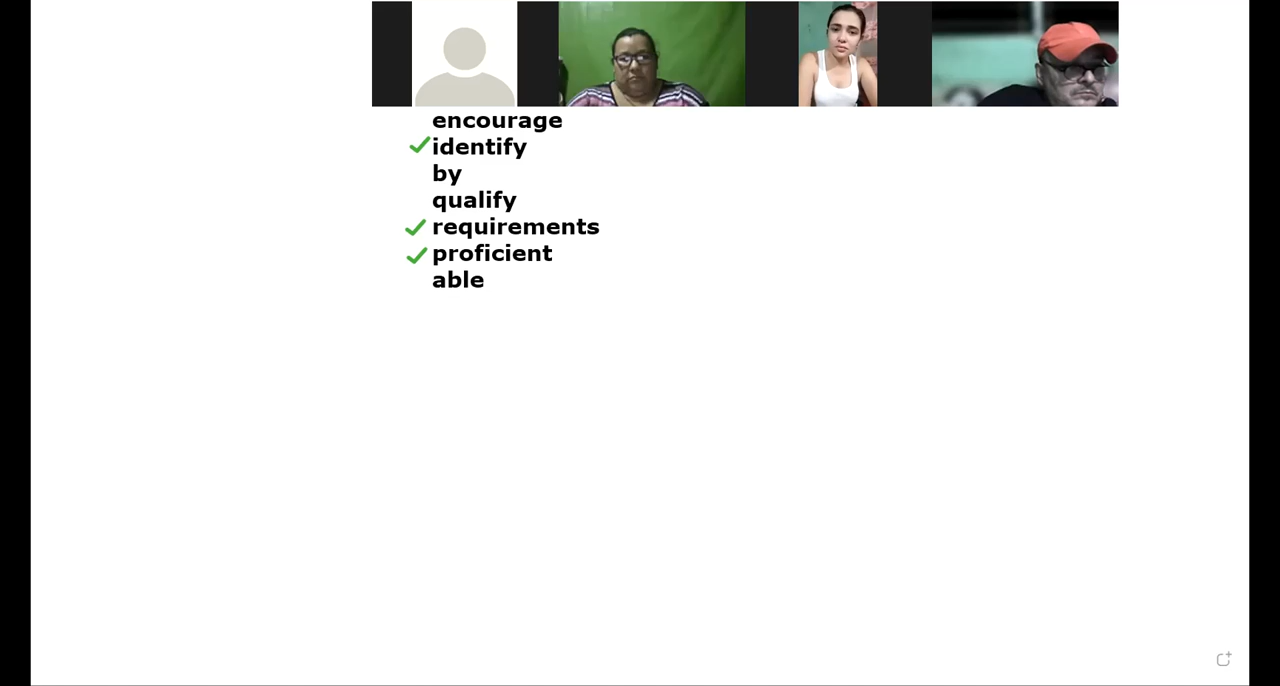 encourage
identify
by
qualify
requirements
proficient
able